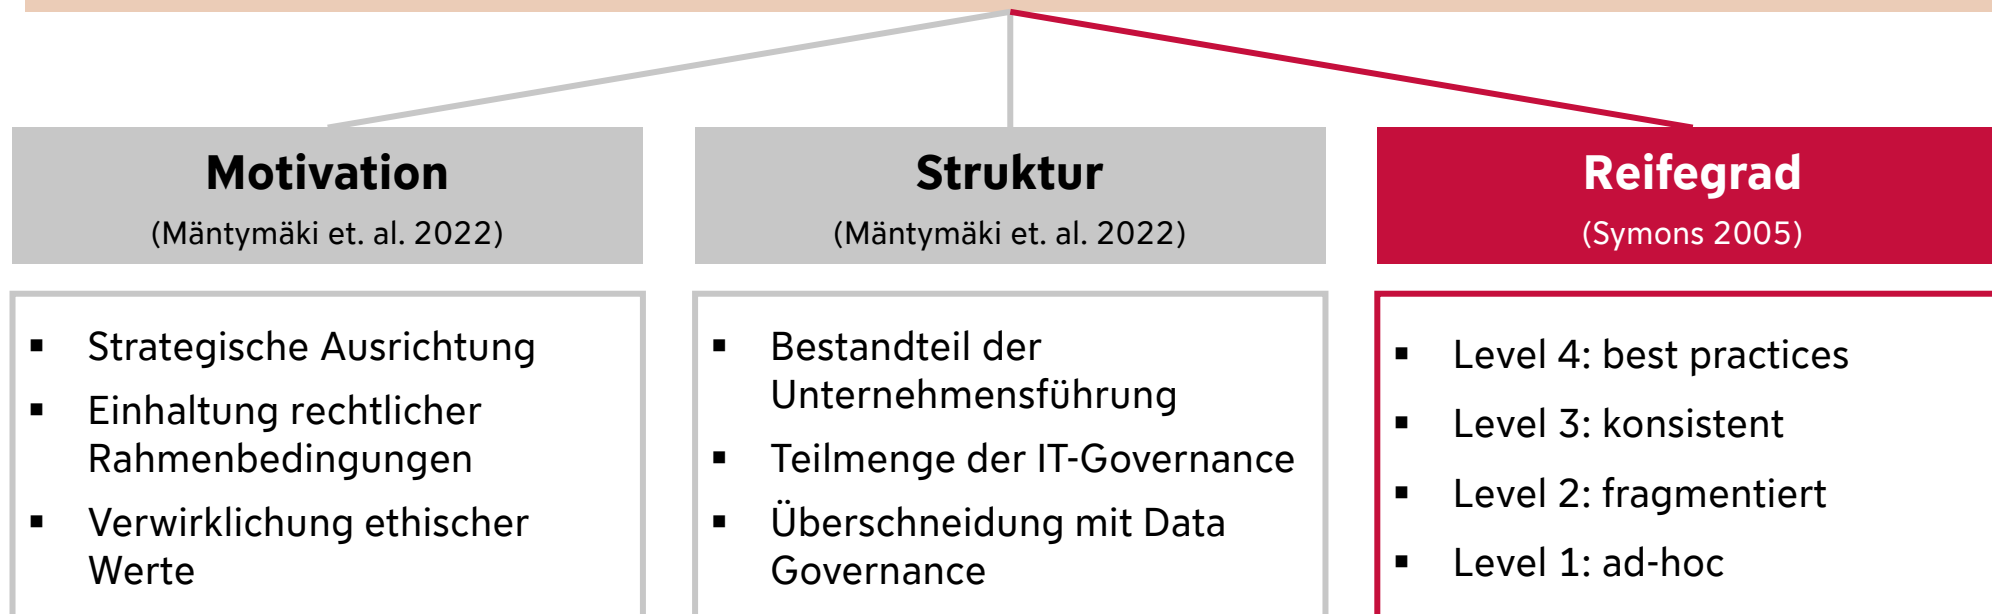 Motivation
(Mäntymäki et. al. 2022)
▪ Strategische Ausrichtung
▪ Einhaltung rechtlicher
Rahmenbedingungen
▪ Verwirklichung ethischer
Werte
Struktur
(Mäntymäki et. al. 2022)
▪ Bestandteil der
Unternehmensführung
▪ Teilmenge der IT-Governance
▪ Überschneidung mit Data
Governance
Reifegrad
(Symons 2005)
▪ Level 4: best practices
▪ Level 3: konsistent
▪ Level 2: fragmentiert
▪ Level 1: ad-hoc